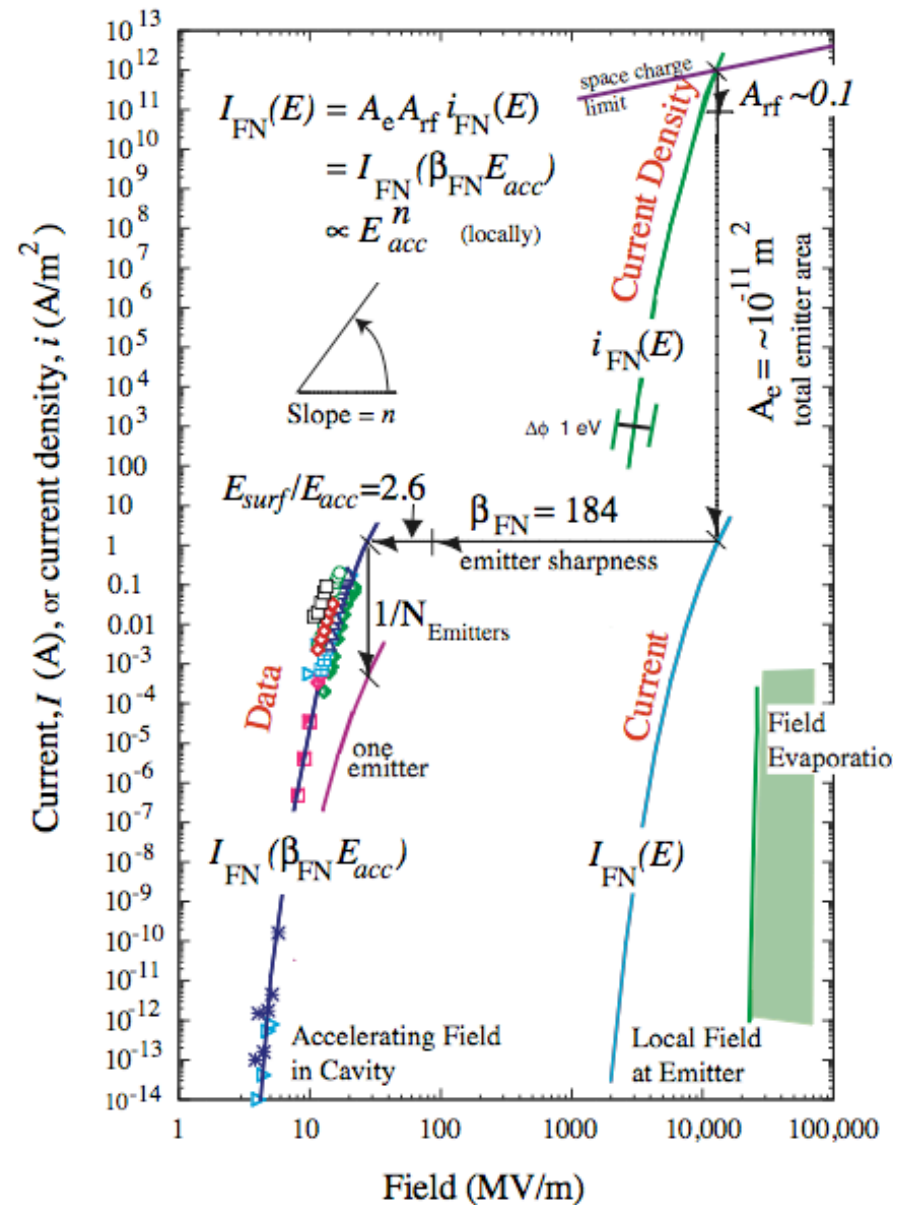 10^13
10^12
10^11
10^10
10^9
10^8
10^7
10^6
10^5
10^4
10^3
100
10
1
0.1
0.01
10^-3
10^-4
10^-5
10^-6
10^-7
10^-8
10^-9
10^-10
10^-11
10^-12
10^-13
10^-14
Current, I (A), or current density, i (A/m^2)
I_FN(E) = A_e A_rf i_FN(E)
= I_FN(β_FN E_acc)
∝ E_acc^n (locally)
Slope = n
space charge
limit
A_rf ~0.1
Current Density
i_FN(E)
Δϕ 1 eV
A_e = ~10^-11 m^2
total emitter area
E_surf/E_acc=2.6
β_FN = 184
emitter sharpness
1/N_Emitters
Data
one
emitter
Current
Field
Evaporatio
I_FN(β_FN E_acc)
I_FN(E)
Accelerating Field
in Cavity
Local Field
at Emitter
1
10
100
1000
10,000
100,000
Field (MV/m)